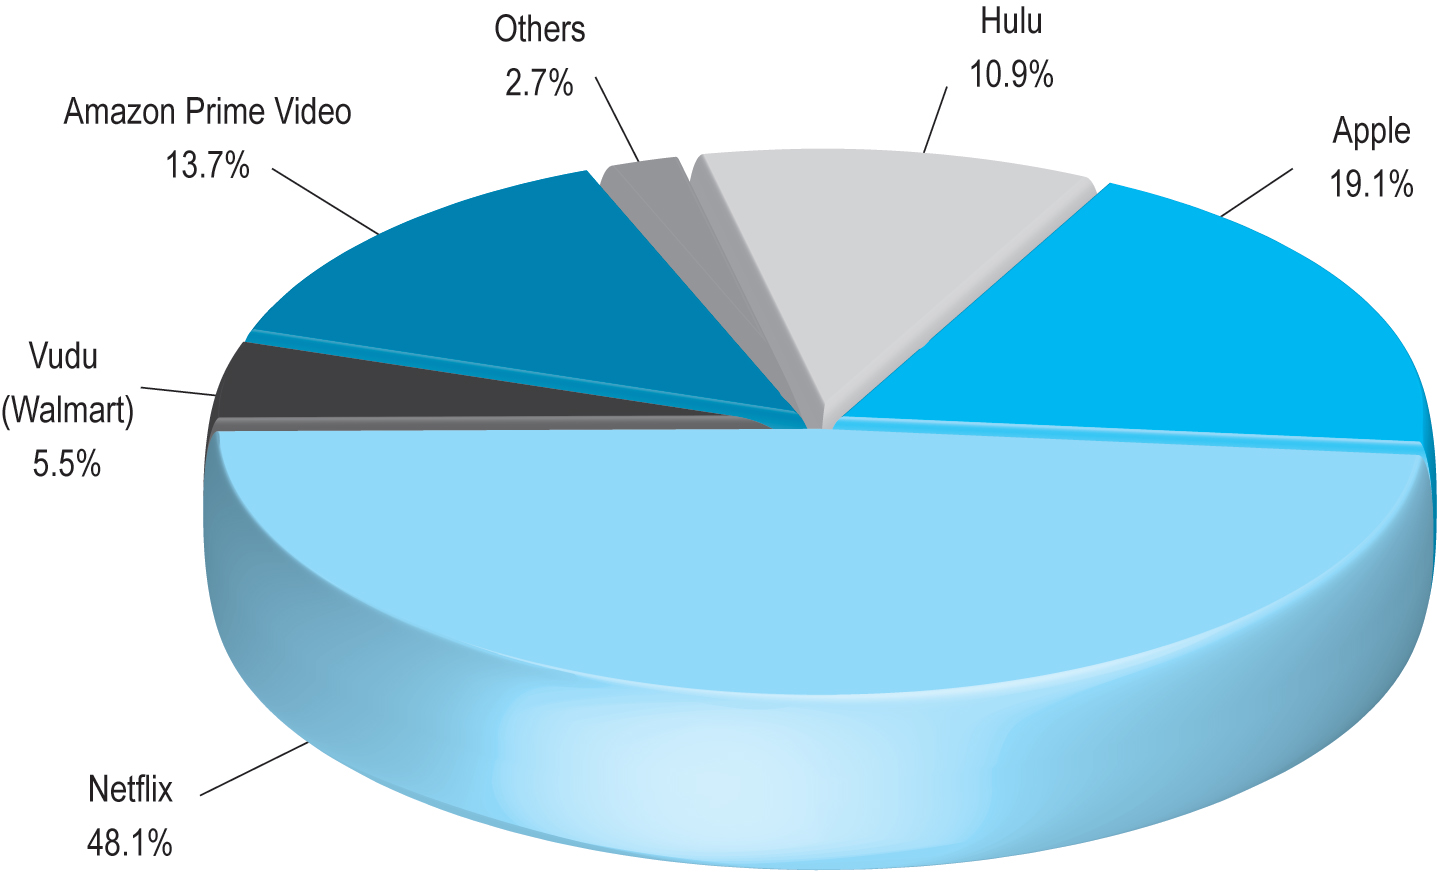 Others
2.7%
Hulu
10.9%
Amazon Prime Video
13.7%
Apple
19.1%
Vudu
(Walmart)
5.5%
Netflix
48.1%